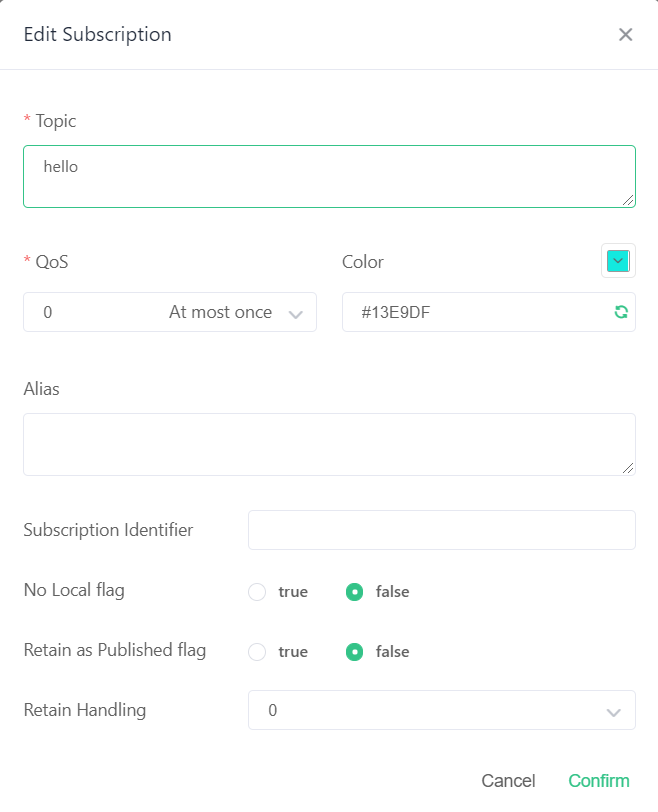 Edit Subscription
* Topic
hello
* QoS
Color
0 At most once
#13E9DF
Alias
Subscription Identifier
No Local flag true false
Retain as Published flag true false
Retain Handling 0
Cancel Confirm